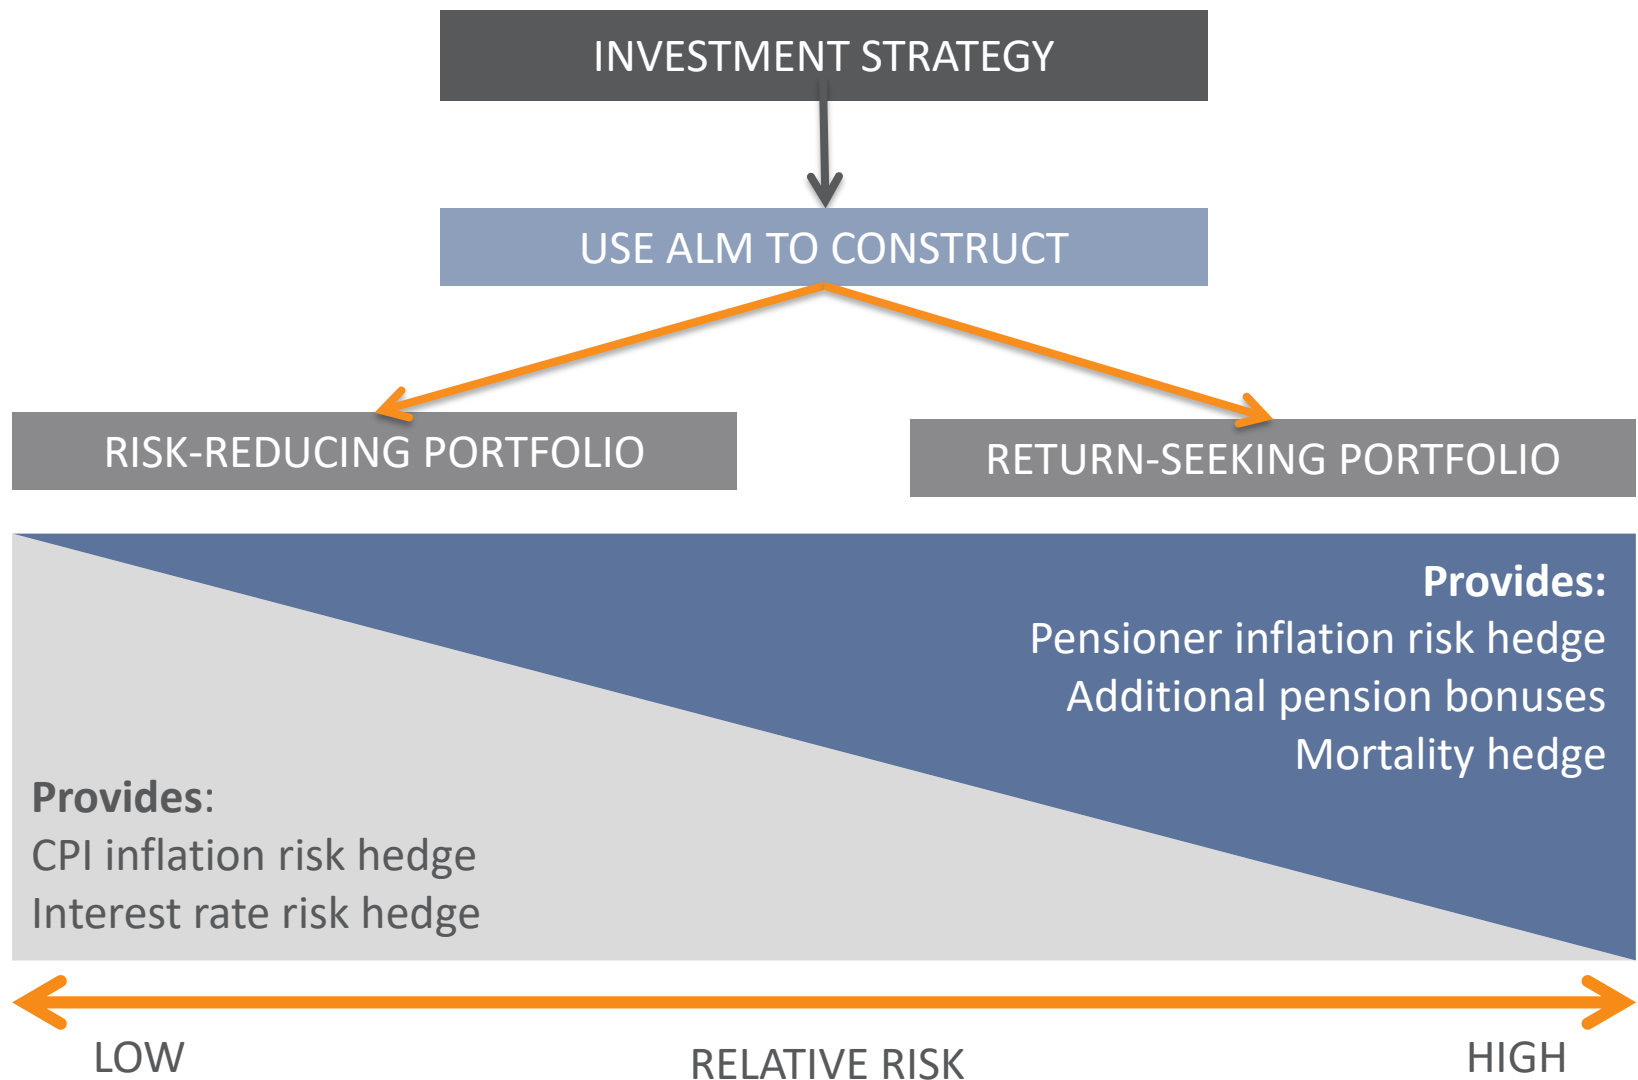 INVESTMENT STRATEGY
USE ALM TO CONSTRUCT
RISK-REDUCING PORTFOLIO
RETURN-SEEKING PORTFOLIO
Provides:
Pensioner inflation risk hedge
Additional pension bonuses
Mortality hedge
Provides:
CPI inflation risk hedge
Interest rate risk hedge
LOW
RELATIVE RISK
HIGH